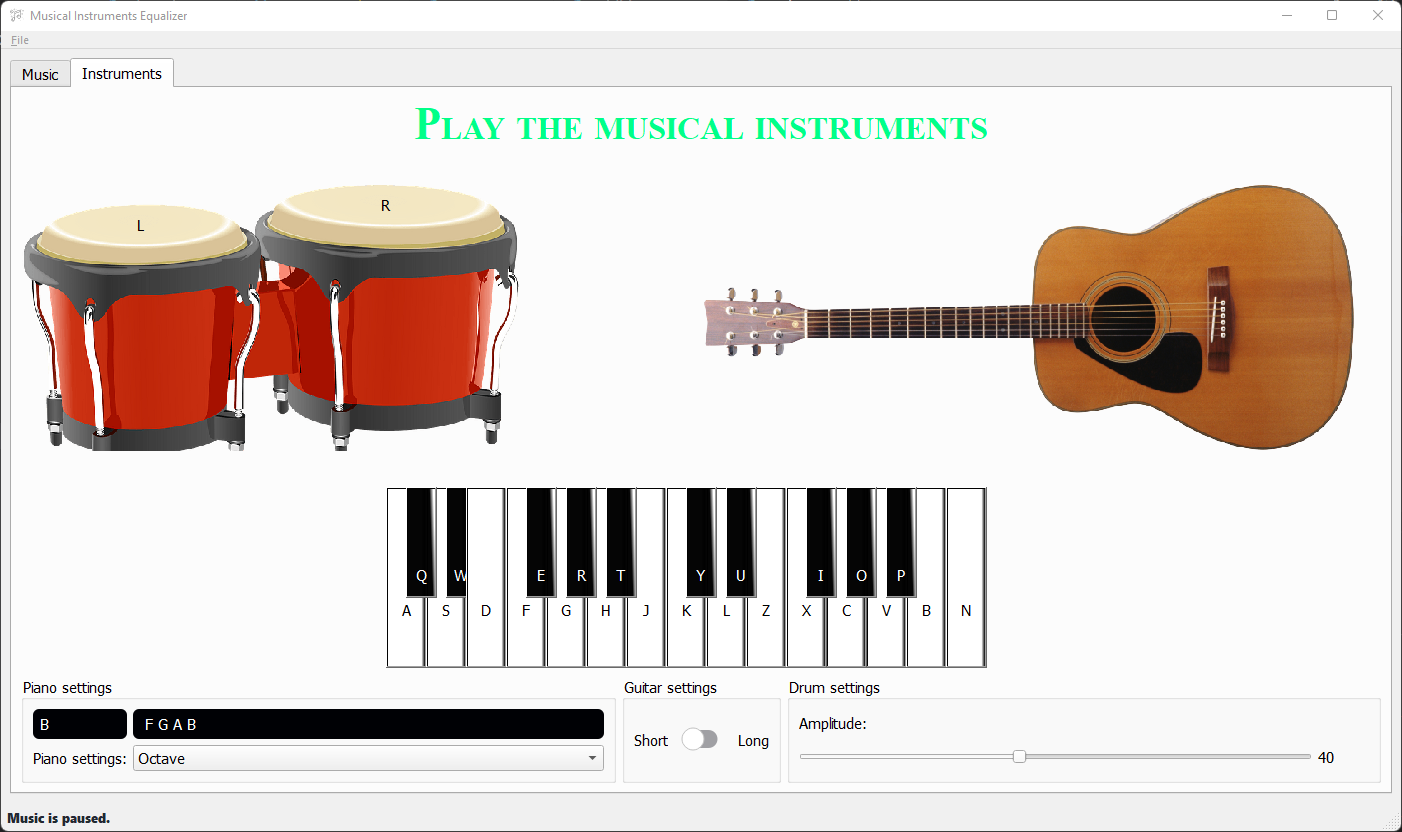 Musical Instruments Equalizer
File
Music Instruments
PLAY THE MUSICAL INSTRUMENTS
L R
Q W E R T Y U I O P
A S D F G H J K L Z X C V B N
Piano settings Guitar settings Drum settings
B F G A B
Amplitude:
Short Long
Piano settings: Octave
40
Music is paused.